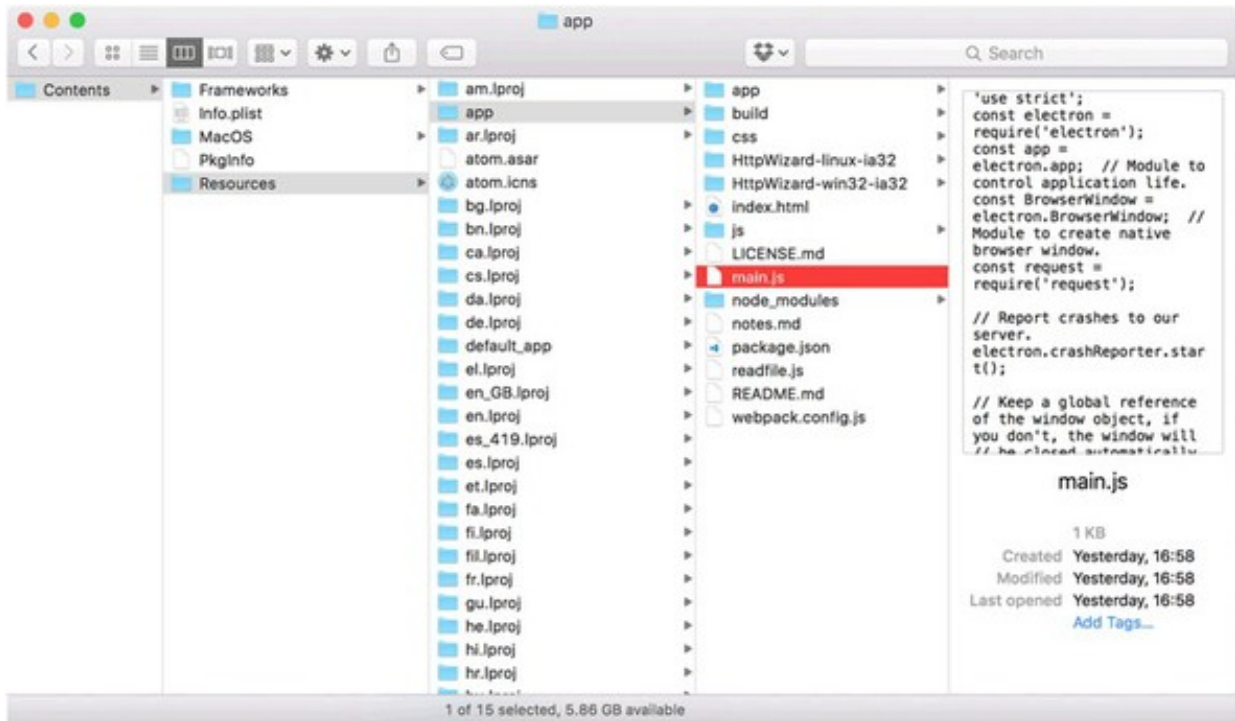 app
Search
Contents
Frameworks
Info.plist
MacOS
PkgInfo
Resources
am.lproj
app
ar.lproj
atom.asar
atom.icns
bg.lproj
bn.lproj
ca.lproj
cs.lproj
da.lproj
de.lproj
default_app
el.lproj
en_GB.lproj
en.lproj
es_419.lproj
es.lproj
et.lproj
fa.lproj
fi.lproj
fil.lproj
fr.lproj
gu.lproj
he.lproj
hi.lproj
hr.lproj
app
build
css
HttpWizard-linux-ia32
HttpWizard-win32-ia32
index.html
js
LICENSE.md
main.js
node_modules
notes.md
package.json
readfile.js
README.md
webpack.config.js
'use strict';
const electron =
require('electron');
const app =
electron.app;  // Module to
control application life.
const BrowserWindow =
electron.BrowserWindow;  //
Module to create native
browser window.
const request =
require('request');
// Report crashes to our
server.
electron.crashReporter.star
t();
// Keep a global reference
of the window object, if
you don't, the window will
// be closed automatically
main.js
1 KB
Created Yesterday, 16:58
Modified Yesterday, 16:58
Last opened Yesterday, 16:58
Add Tags...
1 of 15 selected, 5.86 GB available